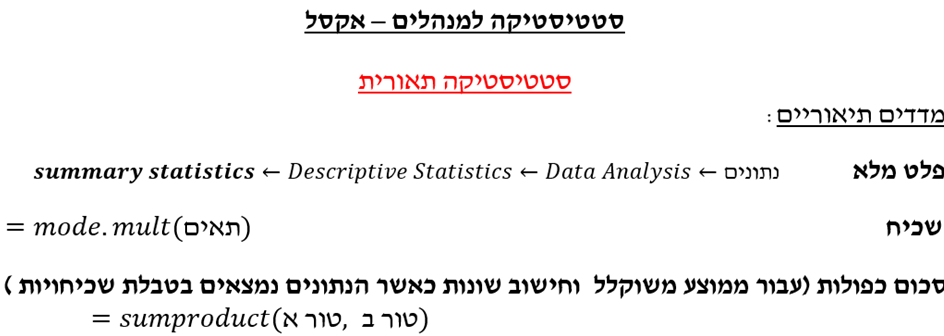 סטטיסטיקה למנהלים – אקסל
סטטיסטיקה תאורית
מדדים תיאוריים :
פלט מלא נתונים ← Data Analysis ← Descriptive Statistics ← summary statistics
שכיח = mode.mult(תאים)
סכום כפולות (עבור ממוצע משוקלל וחישוב שונות כאשר הנתונים נמצאים בטבלת שכיחויות )
= sumproduct(טור א, טור ב)